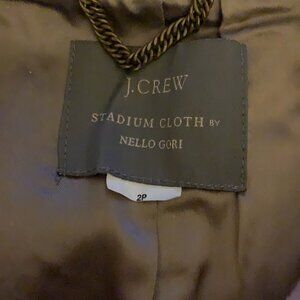 J.CREW
STADIUM CLOTH BY
NELLO GORI
2P